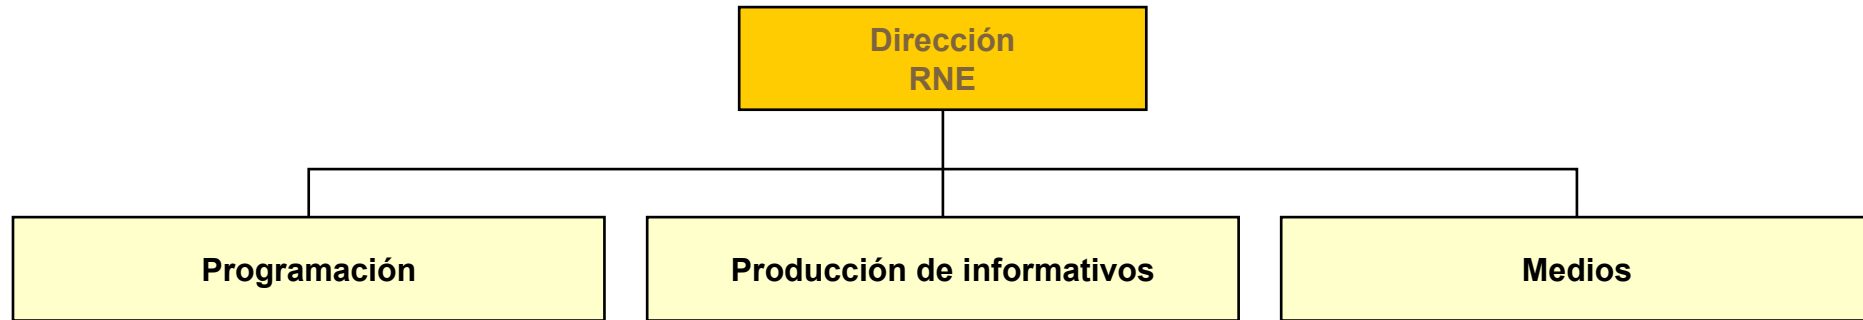 Dirección
RNE
Programación
Producción de informativos
Medios